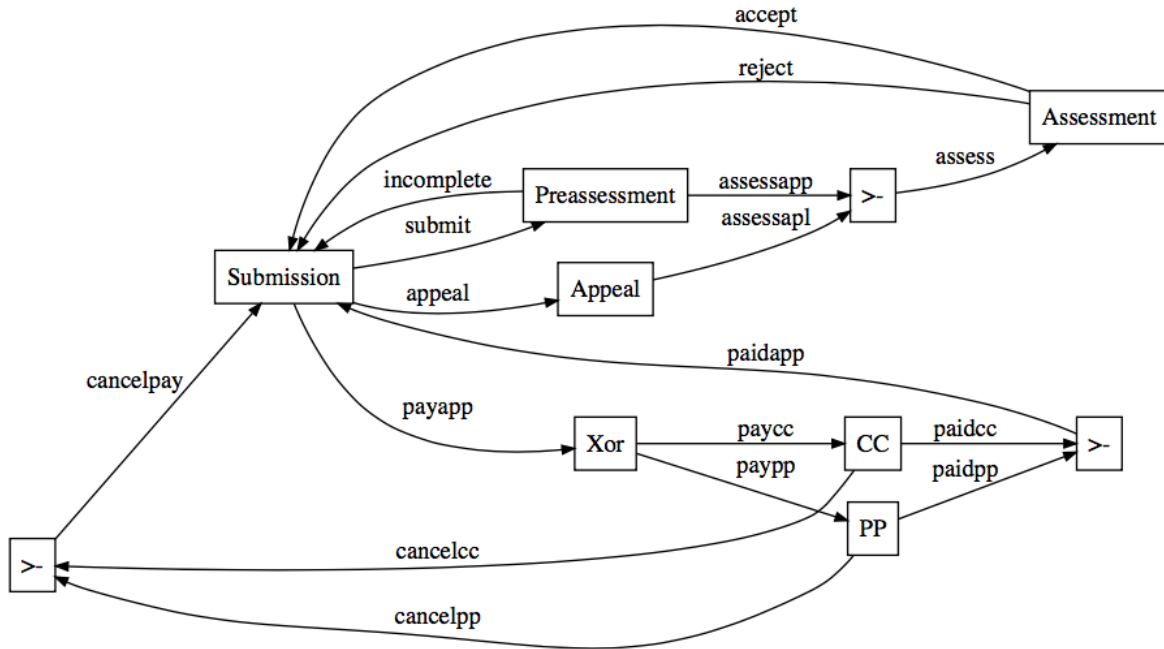 accept
reject
Assessment
assess
incomplete
Preassessment
assessapp
>-
submit
assessapl
Submission
appeal
Appeal
paidapp
cancelpay
payapp
Xor
paycc
CC
paidcc
>-
paypp
paidpp
PP
cancelcc
>-
cancelpp